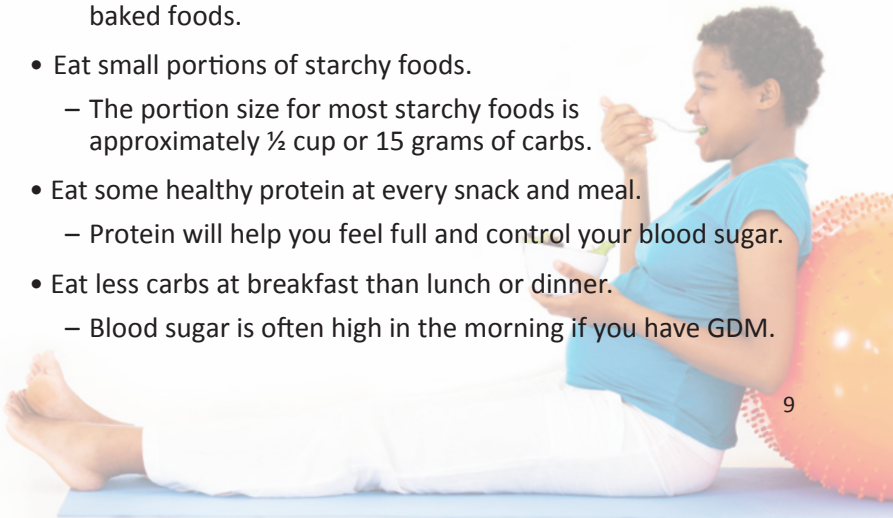 baked foods.
• Eat small portions of starchy foods.
– The portion size for most starchy foods is
approximately ½ cup or 15 grams of carbs.
• Eat some healthy protein at every snack and meal.
– Protein will help you feel full and control your blood sugar.
• Eat less carbs at breakfast than lunch or dinner.
– Blood sugar is often high in the morning if you have GDM.
9